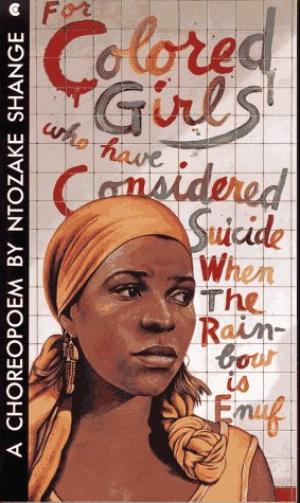 For
Colored
Girls
who have
Considered
Suicide
When
The
Rain-
bow
is
Enuf
A CHOREOPOEM BY NTOZAKE SHANGE